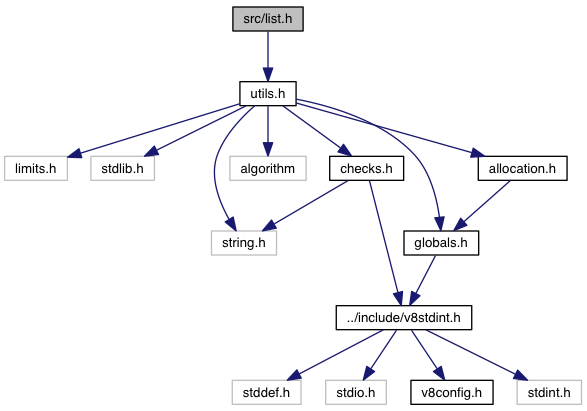 src/list.h
utils.h
limits.h
stdlib.h
algorithm
checks.h
allocation.h
string.h
globals.h
../include/v8stdint.h
stddef.h
stdio.h
v8config.h
stdint.h